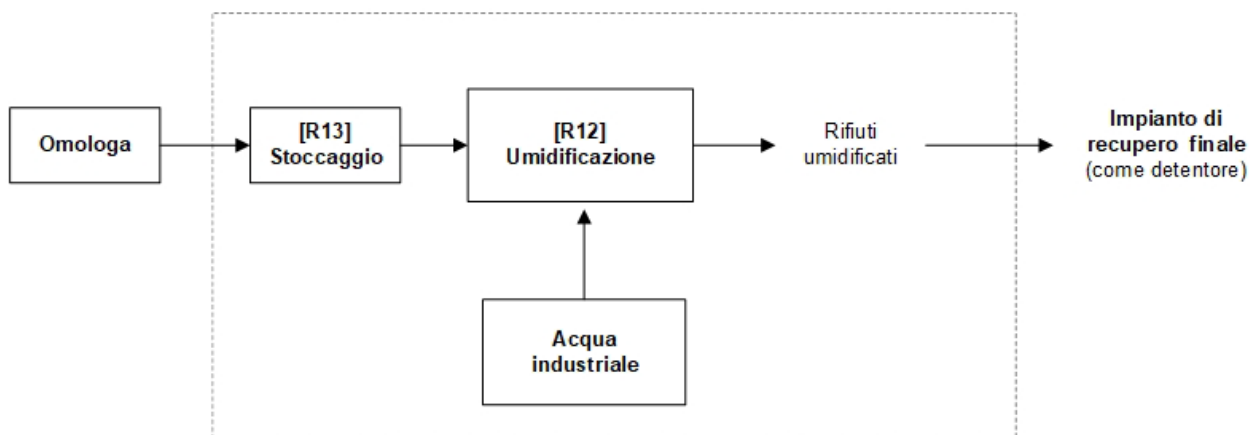 Omologa
[R13]
Stoccaggio
[R12]
Umidificazione
Rifiuti
umidificati
Impianto di
recupero finale
(come detentore)
Acqua
industriale